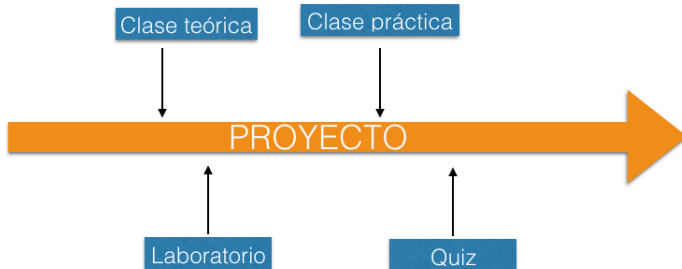 Clase teórica
Clase práctica
PROYECTO
Laboratorio
Quiz